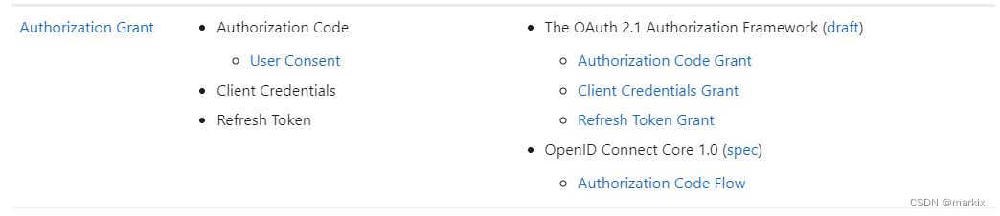 Authorization Grant
Authorization Code
User Consent
Client Credentials
Refresh Token
The OAuth 2.1 Authorization Framework (draft)
Authorization Code Grant
Client Credentials Grant
Refresh Token Grant
OpenID Connect Core 1.0 (spec)
Authorization Code Flow
CSDN @markix